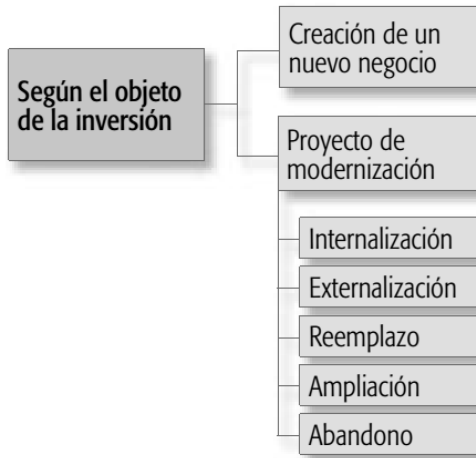 Creación de un
nuevo negocio
Según el objeto
de la inversión
Proyecto de
modernización
Internalización
Externalización
Reemplazo
Ampliación
Abandono